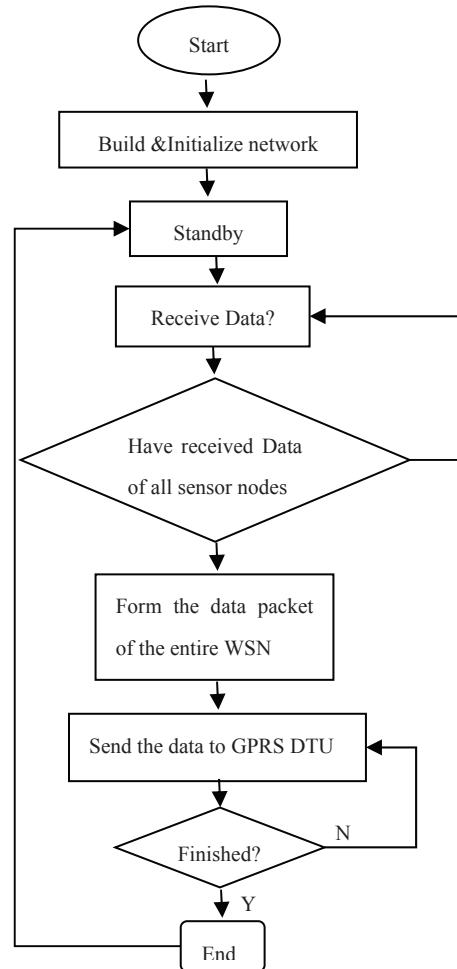 Start
Build &Initialize network
Standby
Receive Data?
Have received Data
of all sensor nodes
Form the data packet
of the entire WSN
Send the data to GPRS DTU
Finished?
N
Y
End